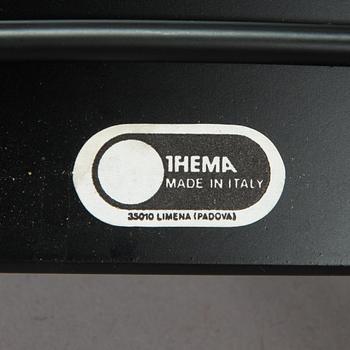 THEMA
MADE IN ITALY
35010 LIMENA (PADOVA)